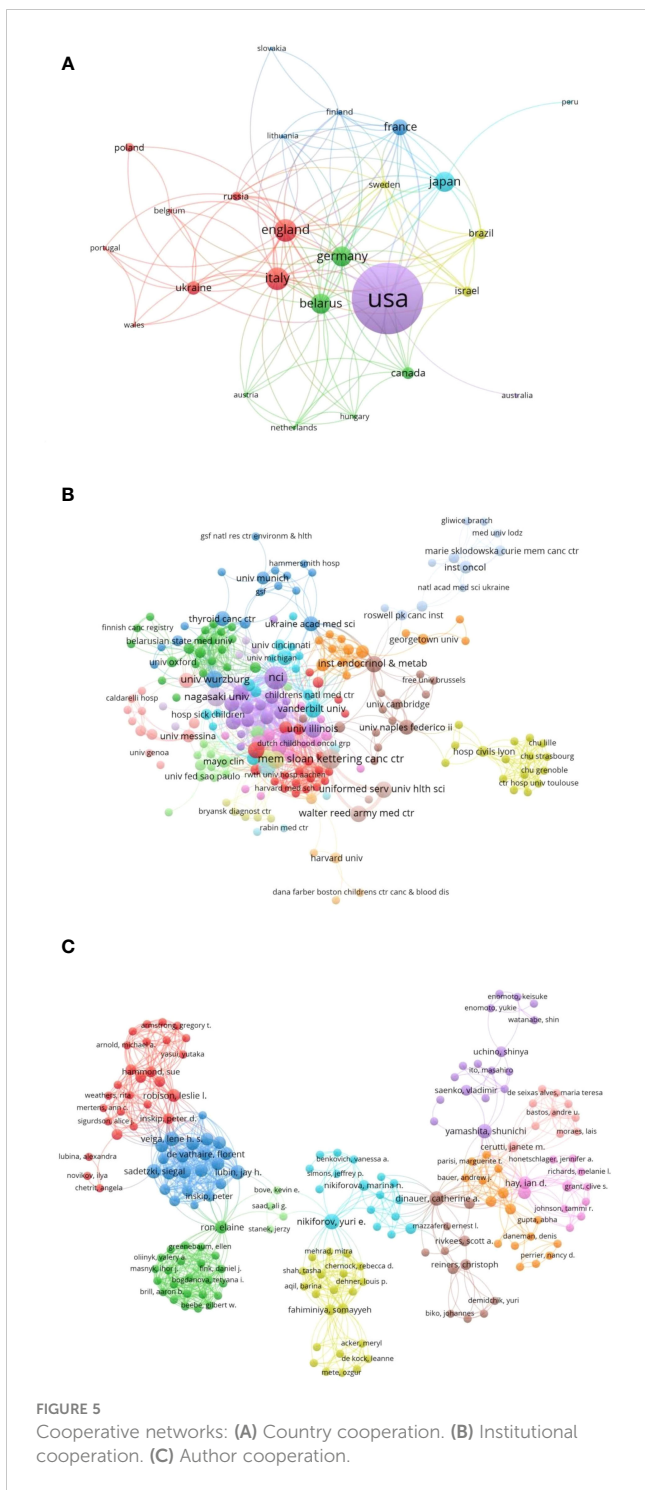 A
slovakia
finland
peru
lithuania
france
poland
japan
sweden
russia
belgium
england
brazil
portugal
germany
italy
ukraine
usa
israel
belarus
wales
canada
austria
australia
hungary
netherlands
B
gliwice branch
med univ lodz
gsf natl res ctr environm & hlth
marie sklodowska curie mem canc ctr
hammersmith hosp
inst oncol
univ munich
gsf
natl acad med sci ukraine
thyroid canc ctr
roswell pk canc inst
ukraine acad med sci
finnish canc registry
belarusian state med univ
georgetown univ
univ cincinnati
univ oxford
univ michigan
inst endocrinol & metab
univ wurzburg
nci
free univ brussels
nagasaki univ
childrens natl med ctr
caldarelli hosp
vanderbilt univ
univ cambridge
hosp sick children
univ illinois
univ naples federico ii
univ messina
chu lille
dutch childhood oncol grp
hosp civils lyon
chu strasbourg
univ genoa
mayo clin
mem sloan kettering canc ctr
chu grenoble
univ fed sao paulo
rwth univ hosp aachen
ctr hosp univ toulouse
harvard med sch
uniformed serv univ hlth sci
bryansk diagnost ctr
walter reed army med ctr
rabin med ctr
harvard univ
dana farber boston childrens ctr canc & blood dis
C
enomoto, keisuke
armstrong, gregory t.
enomoto, yukie
watanabe, shin
arnold, michael a.
yasui, yutaka
uchino, shinya
hammond, sue
ito, masahiro
weathers, rita
saenko, vladimir
de seixas alves, maria teresa
mertens, ann c.
robison, leslie l.
bastos, andre u.
sigurdson, alice
inskip, peter d.
yamashita, shunichi
moraes, lais
veiga, lene h. s.
cerutti, janete m.
lubina, alexandra
de vathaire, florent
benkovich, vanessa a.
parisi, marguerite t.
honetschlager, jennifer a.
sadetzki, siegal
lubin, jay h.
simons, jeffrey p.
bauer, andrew j.
richards, melanie l.
novikov, ilya
nikiforova, marina n.
hay, ian d.
grant, clive s.
chetrit, angela
inskip, peter
bove, kevin e.
dinauer, catherine a.
saad, ali g.
johnson, tammi r.
ron, elaine
nikiforov, yuri e.
mazzaferri, ernest l.
gupta, abha
stanek, jerzy
rivkees, scott a.
daneman, denis
greenebaum, ellen
mehrad, mitra
oliinyk, valery a.
chernock, rebecca d.
reiners, christoph
perrier, nancy d.
masnyk, ihor j.
fink, daniel j.
shah, tasha
bogdanova, tetyana i.
aqil, barina
dehner, louis p.
brill, aaron b.
demidchik, yuri
beebe, gilbert w.
fahiminiya, somayyeh
biko, johannes
acker, meryl
de kock, leanne
mete, ozgur
FIGURE 5
Cooperative networks: (A) Country cooperation. (B) Institutional
cooperation. (C) Author cooperation.